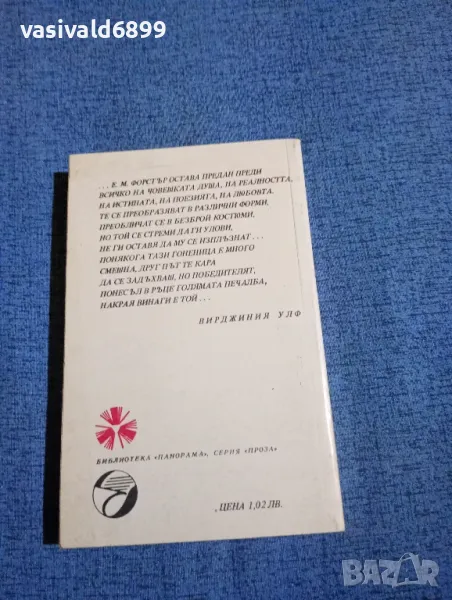 vasivald6899
... Е. М. ФОРСТЪР ОСТАВА ПРЕДАН ПРЕДИ
ВСИЧКО НА ЧОВЕШКАТА ДУША, НА РЕАЛНОСТТА,
НА ИСТИНАТА, НА ПОЕЗИЯТА, НА ЛЮБОВТА.
ТЕ СЕ ПРЕОБРАЗЯВАТ В РАЗЛИЧНИ ФОРМИ,
ПРЕОБЛИЧАТ СЕ В БЕЗБРОЙ КОСТЮМИ.
НО ТОЙ СЕ СТРЕМИ ДА ГИ УЛОВИ,
НЕ ГИ ОСТАВЯ ДА МУ СЕ ИЗПЛЪЗНАТ...
ПОНЯКОГА ТАЗИ ГОНЕНИЦА Е МНОГО
СМЕШНА, ДРУГ ПЪТ ТЕ КАРА
ДА СЕ ЗАДЪХВАШ, НО ПОБЕДИТЕЛЯТ,
ПОНЕСЪЛ В РЪЦЕ ГОЛЯМАТА ПЕЧАЛБА,
НАКРАЯ ВИНАГИ Е ТОЙ...
ВИРДЖИНИЯ УЛФ
БИБЛИОТЕКА «ПАНОРАМА», СЕРИЯ «ПРОЗА»
ЦЕНА 1,02 ЛВ.
BAZAR